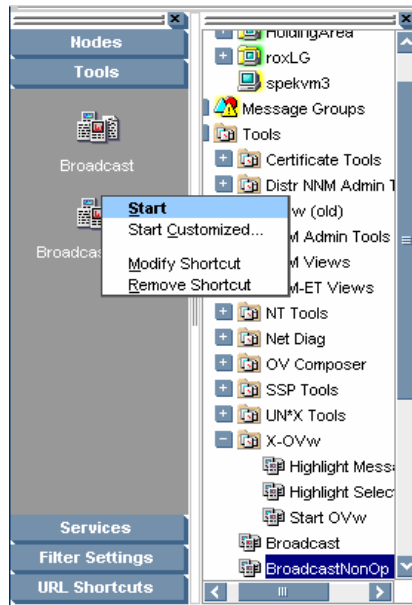 Nodes
Tools
Broadcast
Broadcas
Start
Start Customized...
Modify Shortcut
Remove Shortcut
Services
Filter Settings
URL Shortcuts
HoldingArea
roxLG
spekvm3
Message Groups
Tools
Certificate Tools
Distr NNM Admin T
w (old)
M Admin Tools
M Views
M-ET Views
NT Tools
Net Diag
OV Composer
SSP Tools
UN*X Tools
X-OVw
Highlight Messa
Highlight Selec
Start OVw
Broadcast
BroadcastNonOp